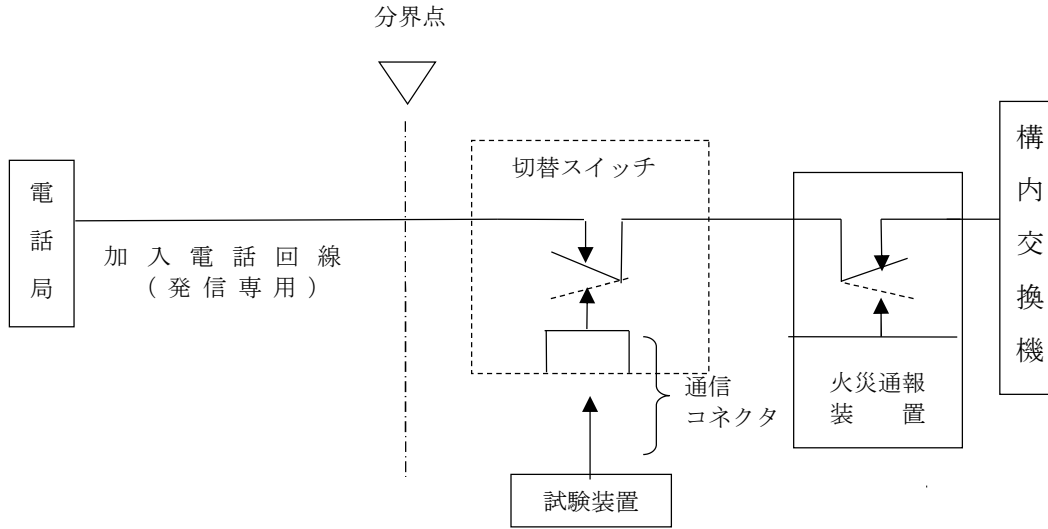 分界点
切替スイッチ
電話局
加入電話回線
(発信専用)
構内交換機
火災通報
装置
通信
コネクタ
試験装置